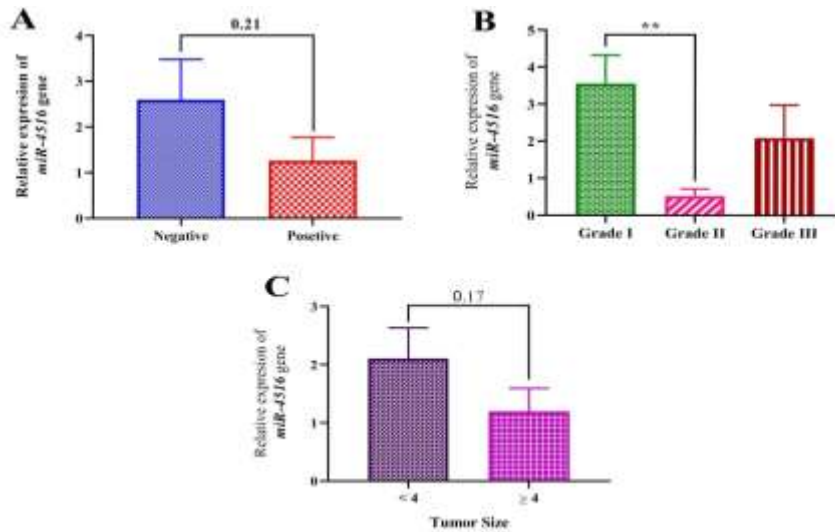 A
0.21
Relative expresion of
miR-4516 gene
4
3
2
1
0
Negative
Posetive
B
**
Relative expresion of
miR-4516 gene
5
4
3
2
1
0
Grade I
Grade II
Grade III
C
0.17
Relative expresion of
miR-4516 gene
3
2
1
0
< 4
≥ 4
Tumor Size